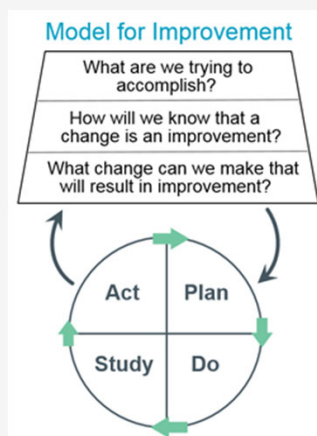 Model for Improvement
What are we trying to
accomplish?
How will we know that a
change is an improvement?
What change can we make that
will result in improvement?
Act
Plan
Study
Do